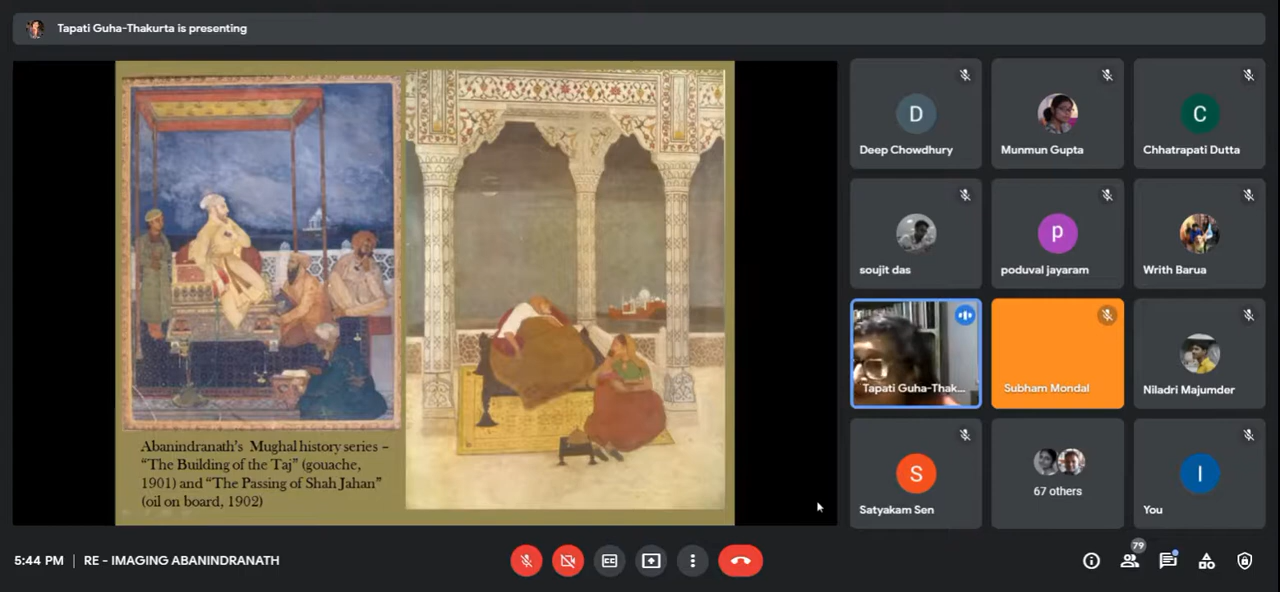 Tapati Guha-Thakurta is presenting
Abanindranath's Mughal history series –
“The Building of the Taj” (gouache,
1901) and “The Passing of Shah Jahan”
(oil on board, 1902)
D
Deep Chowdhury
Munmun Gupta
C
Chhatrapati Dutta
soujit das
p
poduval jayaram
Writh Barua
Tapati Guha-Thak...
Subham Mondal
Niladri Majumder
S
Satyakam Sen
67 others
I
You
5:44 PM | RE - IMAGING ABANINDRANATH
CC
79